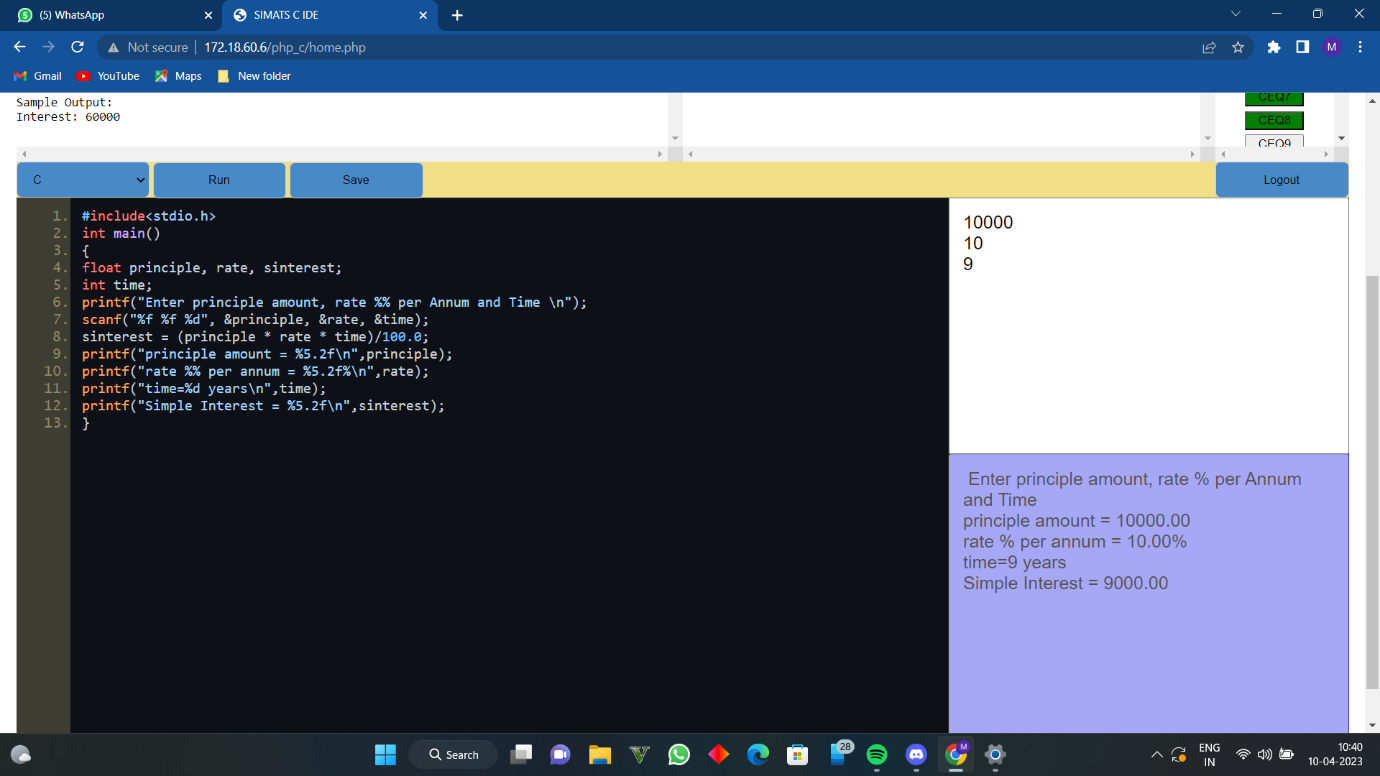 (5) WhatsApp
SIMATS C IDE
Not secure
172.18.60.6/php_c/home.php
M
Gmail
YouTube
Maps
New folder
Sample Output:
Interest: 60000
CEQ7
CEQ8
CEQ9
C
Run
Save
Logout
1. #include<stdio.h>
2. int main()
3. {
4. float principle, rate, sinterest;
5. int time;
6. printf("Enter principle amount, rate %% per Annum and Time \n");
7. scanf("%f %f %d", &principle, &rate, &time);
8. sinterest = (principle * rate * time)/100.0;
9. printf("principle amount = %5.2f\n",principle);
10. printf("rate %% per annum = %5.2f%\n",rate);
11. printf("time=%d years\n",time);
12. printf("Simple Interest = %5.2f\n",sinterest);
13. }
10000
10
9
Enter principle amount, rate % per Annum
and Time
principle amount = 10000.00
rate % per annum = 10.00%
time=9 years
Simple Interest = 9000.00
Search
28
M
ENG
IN
10:40
10-04-2023